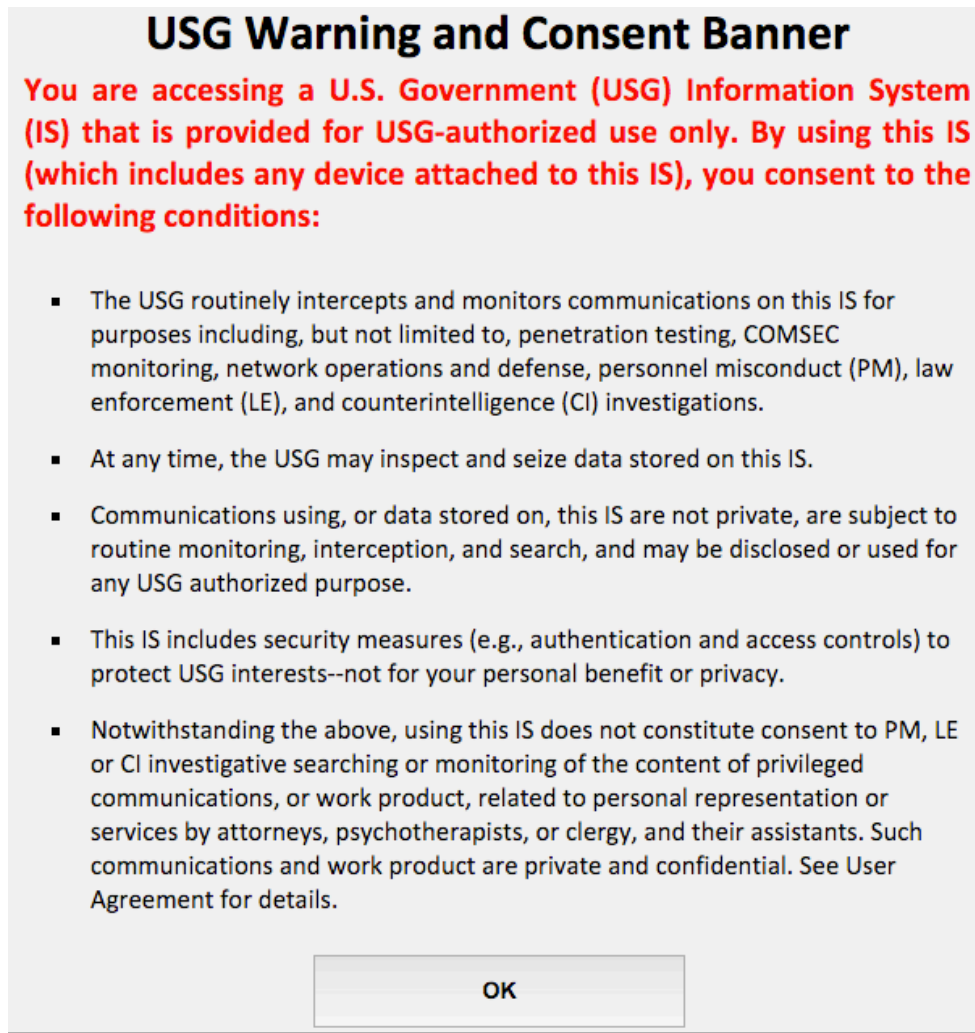 USG Warning and Consent Banner
You are accessing a U.S. Government (USG) Information System
(IS) that is provided for USG-authorized use only. By using this IS
(which includes any device attached to this IS), you consent to the
following conditions:
▪ The USG routinely intercepts and monitors communications on this IS for
purposes including, but not limited to, penetration testing, COMSEC
monitoring, network operations and defense, personnel misconduct (PM), law
enforcement (LE), and counterintelligence (CI) investigations.
▪ At any time, the USG may inspect and seize data stored on this IS.
▪ Communications using, or data stored on, this IS are not private, are subject to
routine monitoring, interception, and search, and may be disclosed or used for
any USG authorized purpose.
▪ This IS includes security measures (e.g., authentication and access controls) to
protect USG interests--not for your personal benefit or privacy.
▪ Notwithstanding the above, using this IS does not constitute consent to PM, LE
or CI investigative searching or monitoring of the content of privileged
communications, or work product, related to personal representation or
services by attorneys, psychotherapists, or clergy, and their assistants. Such
communications and work product are private and confidential. See User
Agreement for details.
OK